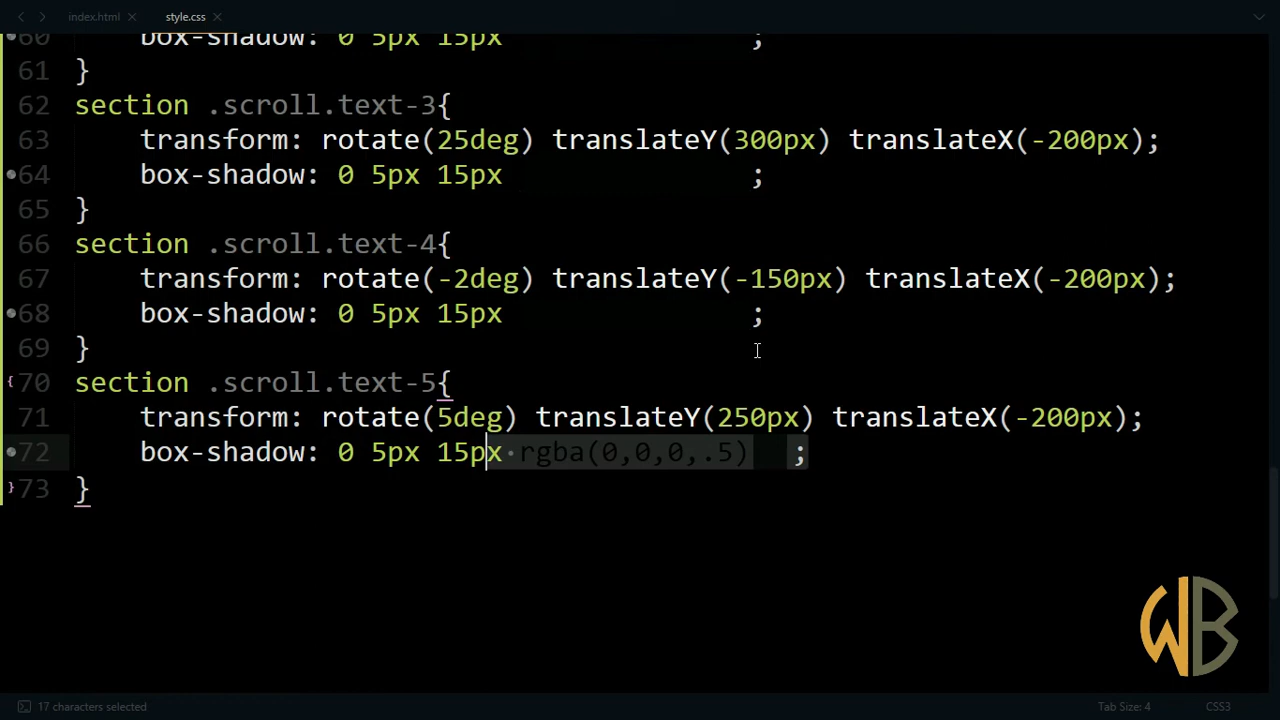 index.html
style.css
60 box-shadow: 0 5px 15px ;
61 }
62 section .scroll.text-3{
63 transform: rotate(25deg) translateY(300px) translateX(-200px);
64 box-shadow: 0 5px 15px ;
65 }
66 section .scroll.text-4{
67 transform: rotate(-2deg) translateY(-150px) translateX(-200px);
68 box-shadow: 0 5px 15px ;
69 }
70 section .scroll.text-5{
71 transform: rotate(5deg) translateY(250px) translateX(-200px);
72 box-shadow: 0 5px 15px rgba(0,0,0,.5) ;
73 }
WB
17 characters selected
Tab Size: 4
CSS3